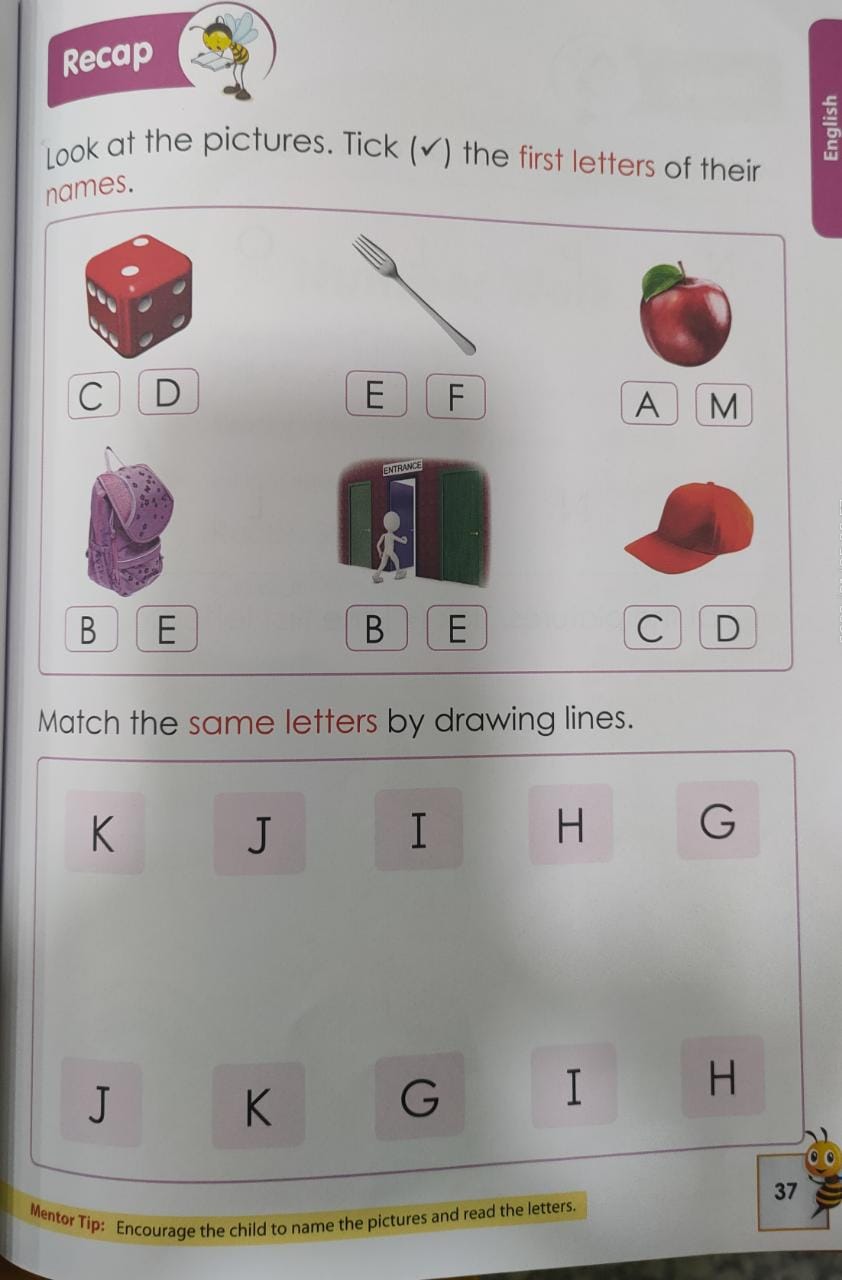 Recap
English
Look at the pictures. Tick (✓) the first letters of their
names.
C D E F A M
ENTRANCE
B E B E C D
Match the same letters by drawing lines.
K J I H G
J K G I H
37
Mentor Tip: Encourage the child to name the pictures and read the letters.